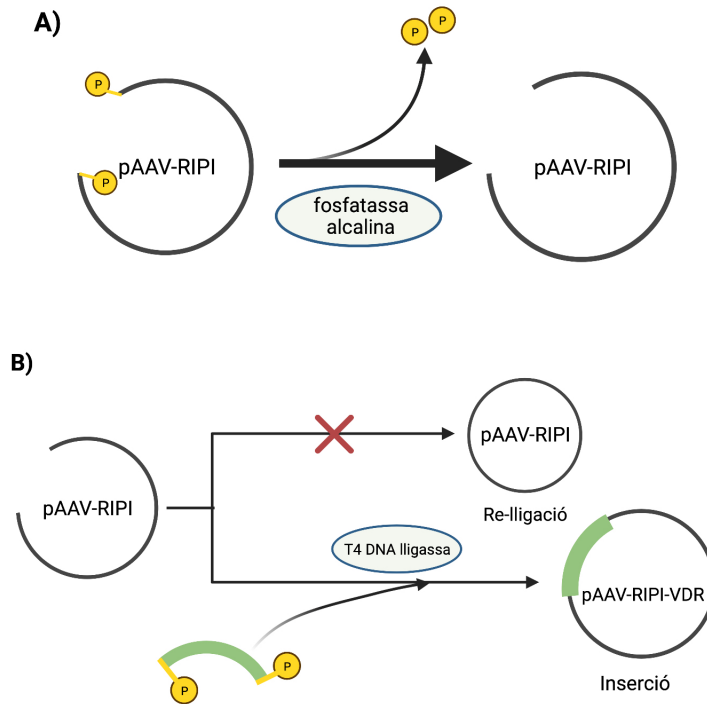 A)
P P
P
pAAV-RIPI
P
pAAV-RIPI
fosfatassa
alcalina
B)
pAAV-RIPI
pAAV-RIPI
Re-lligació
T4 DNA lligassa
pAAV-RIPI-VDR
P
P
Inserció